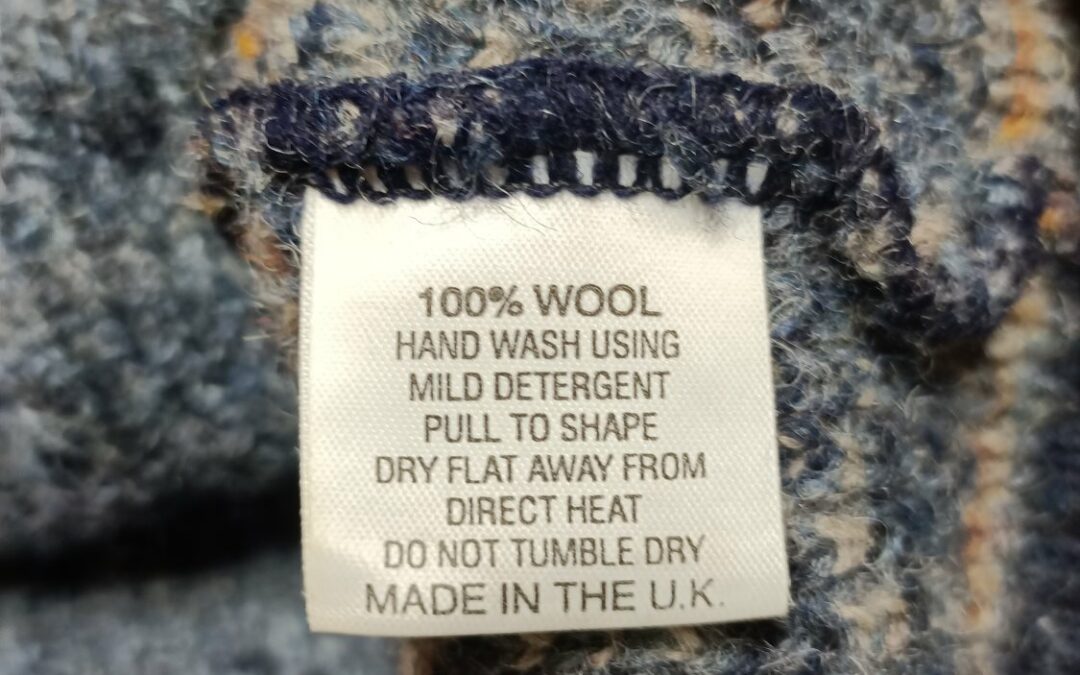 100% WOOL
HAND WASH USING
MILD DETERGENT
PULL TO SHAPE
DRY FLAT AWAY FROM
DIRECT HEAT
DO NOT TUMBLE DRY
MADE IN THE U.K.